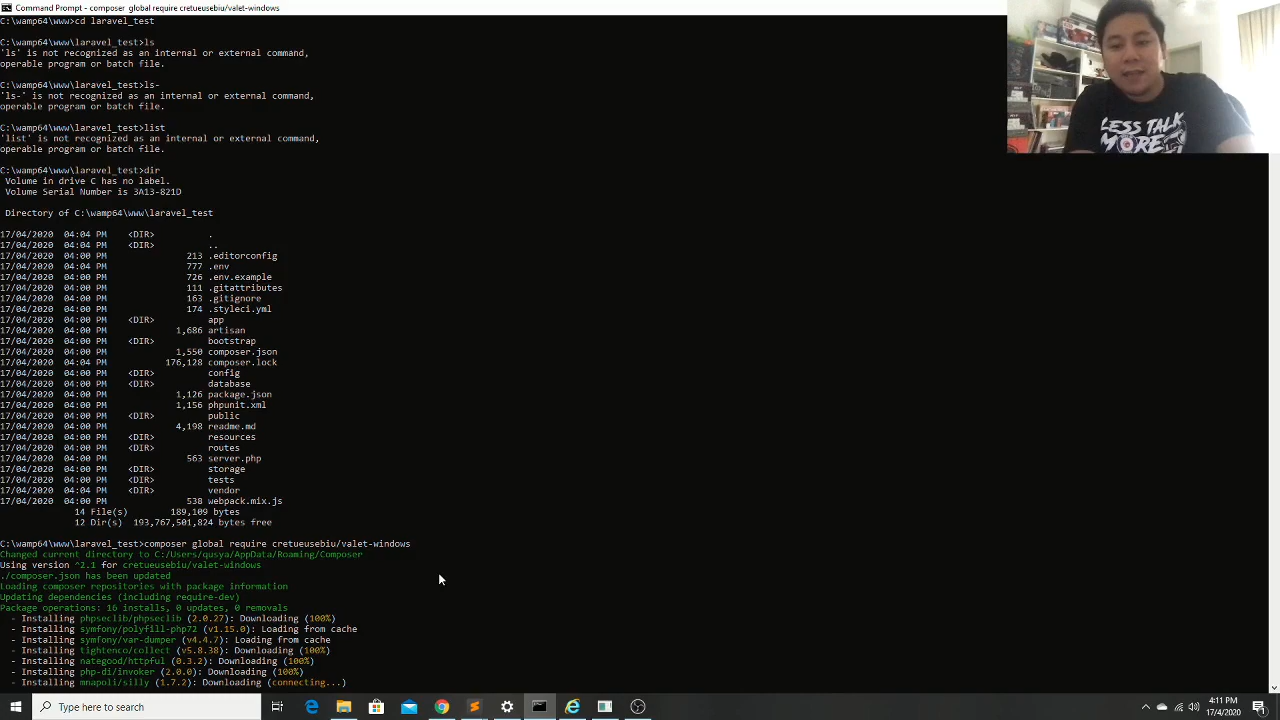 Command Prompt - composer  global require cretueusebiu/valet-windows
C:\wamp64\www>cd laravel_test
C:\wamp64\www\laravel_test>ls
'ls' is not recognized as an internal or external command,
operable program or batch file.
C:\wamp64\www\laravel_test>ls-
'ls-' is not recognized as an internal or external command,
operable program or batch file.
C:\wamp64\www\laravel_test>list
'list' is not recognized as an internal or external command,
operable program or batch file.
C:\wamp64\www\laravel_test>dir
Volume in drive C has no label.
Volume Serial Number is 3A13-821D
Directory of C:\wamp64\www\laravel_test
17/04/2020  04:04 PM    <DIR>          .
17/04/2020  04:04 PM    <DIR>          ..
17/04/2020  04:00 PM               213 .editorconfig
17/04/2020  04:04 PM               777 .env
17/04/2020  04:00 PM               726 .env.example
17/04/2020  04:00 PM               111 .gitattributes
17/04/2020  04:00 PM               163 .gitignore
17/04/2020  04:00 PM               174 .styleci.yml
17/04/2020  04:00 PM    <DIR>          app
17/04/2020  04:00 PM             1,686 artisan
17/04/2020  04:00 PM    <DIR>          bootstrap
17/04/2020  04:00 PM             1,550 composer.json
17/04/2020  04:04 PM           176,128 composer.lock
17/04/2020  04:00 PM    <DIR>          config
17/04/2020  04:00 PM    <DIR>          database
17/04/2020  04:00 PM             1,126 package.json
17/04/2020  04:00 PM             1,156 phpunit.xml
17/04/2020  04:00 PM    <DIR>          public
17/04/2020  04:00 PM             4,198 readme.md
17/04/2020  04:00 PM    <DIR>          resources
17/04/2020  04:00 PM    <DIR>          routes
17/04/2020  04:00 PM               563 server.php
17/04/2020  04:00 PM    <DIR>          storage
17/04/2020  04:00 PM    <DIR>          tests
17/04/2020  04:04 PM    <DIR>          vendor
17/04/2020  04:00 PM               538 webpack.mix.js
14 File(s)        189,109 bytes
12 Dir(s)  193,767,501,824 bytes free
C:\wamp64\www\laravel_test>composer global require cretueusebiu/valet-windows
Changed current directory to C:/Users/qusya/AppData/Roaming/Composer
Using version ^2.1 for cretueusebiu/valet-windows
./composer.json has been updated
Loading composer repositories with package information
Updating dependencies (including require-dev)
Package operations: 16 installs, 0 updates, 0 removals
- Installing phpseclib/phpseclib (2.0.27): Downloading (100%)
- Installing symfony/polyfill-php72 (v1.15.0): Loading from cache
- Installing symfony/var-dumper (v4.4.7): Loading from cache
- Installing tightenco/collect (v5.8.38): Downloading (100%)
- Installing nategood/httpful (0.3.2): Downloading (100%)
- Installing php-di/invoker (2.0.0): Downloading (100%)
- Installing mnapoli/silly (1.7.2): Downloading (connecting...)
LESS TALK
MORE
Type here to search
4:11 PM
17/4/2020
1